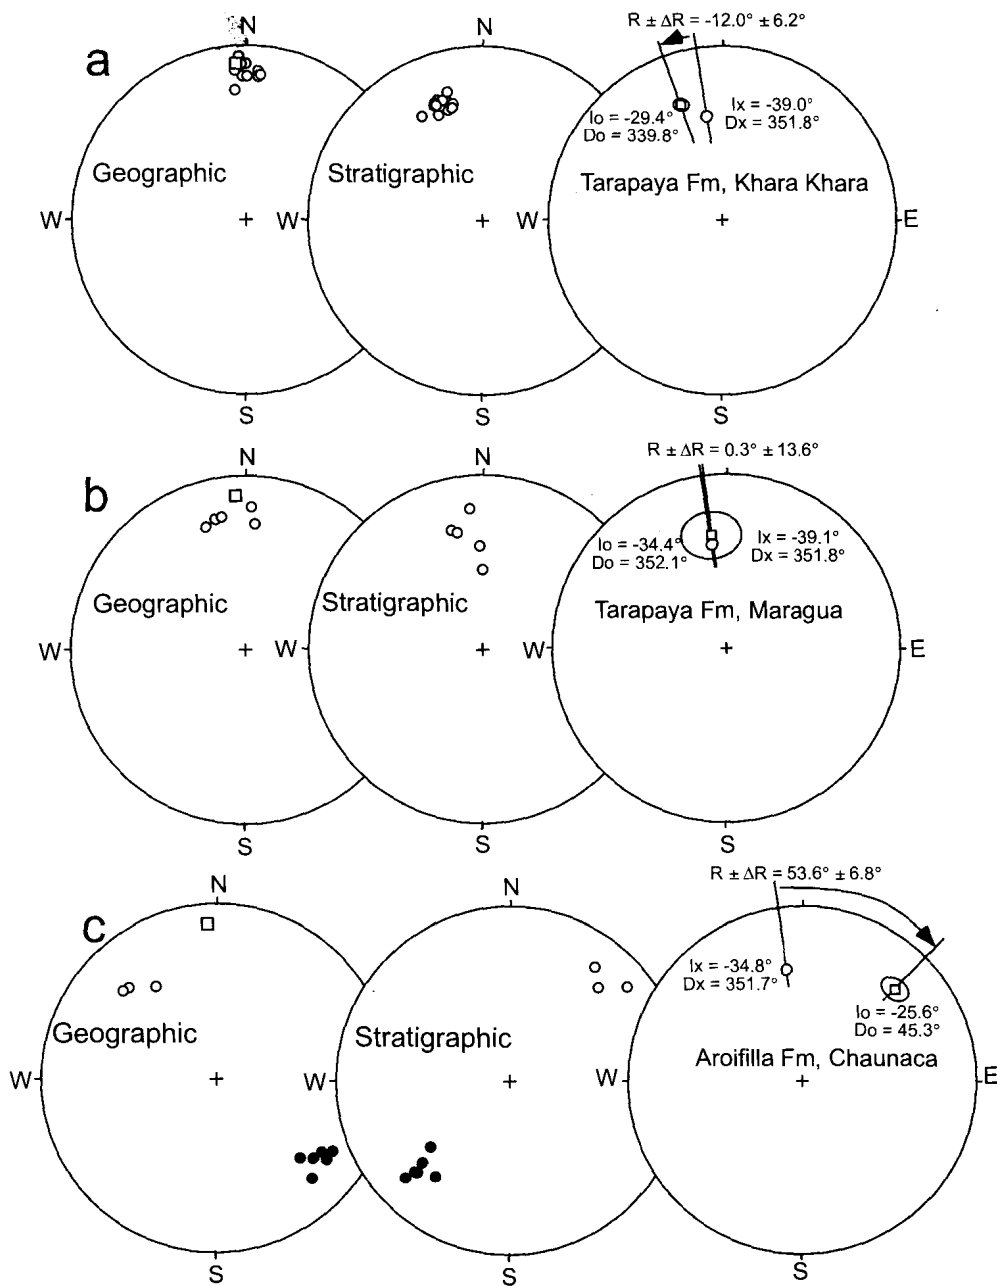 a
N
N
R ± ΔR = -12.0° ± 6.2°
Io = -29.4°
Do = 339.8°
Ix = -39.0°
Dx = 351.8°
Geographic
Stratigraphic
Tarapaya Fm, Khara Khara
W
W
W
E
S
S
S
b
N
N
R ± ΔR = 0.3° ± 13.6°
Io = -34.4°
Do = 352.1°
Ix = -39.1°
Dx = 351.8°
Geographic
Stratigraphic
Tarapaya Fm, Maragua
W
W
W
E
S
S
S
c
N
N
R ± ΔR = 53.6° ± 6.8°
Ix = -34.8°
Dx = 351.7°
Io = -25.6°
Do = 45.3°
Geographic
Stratigraphic
Aroifilla Fm, Chaunaca
W
W
W
E
S
S
S